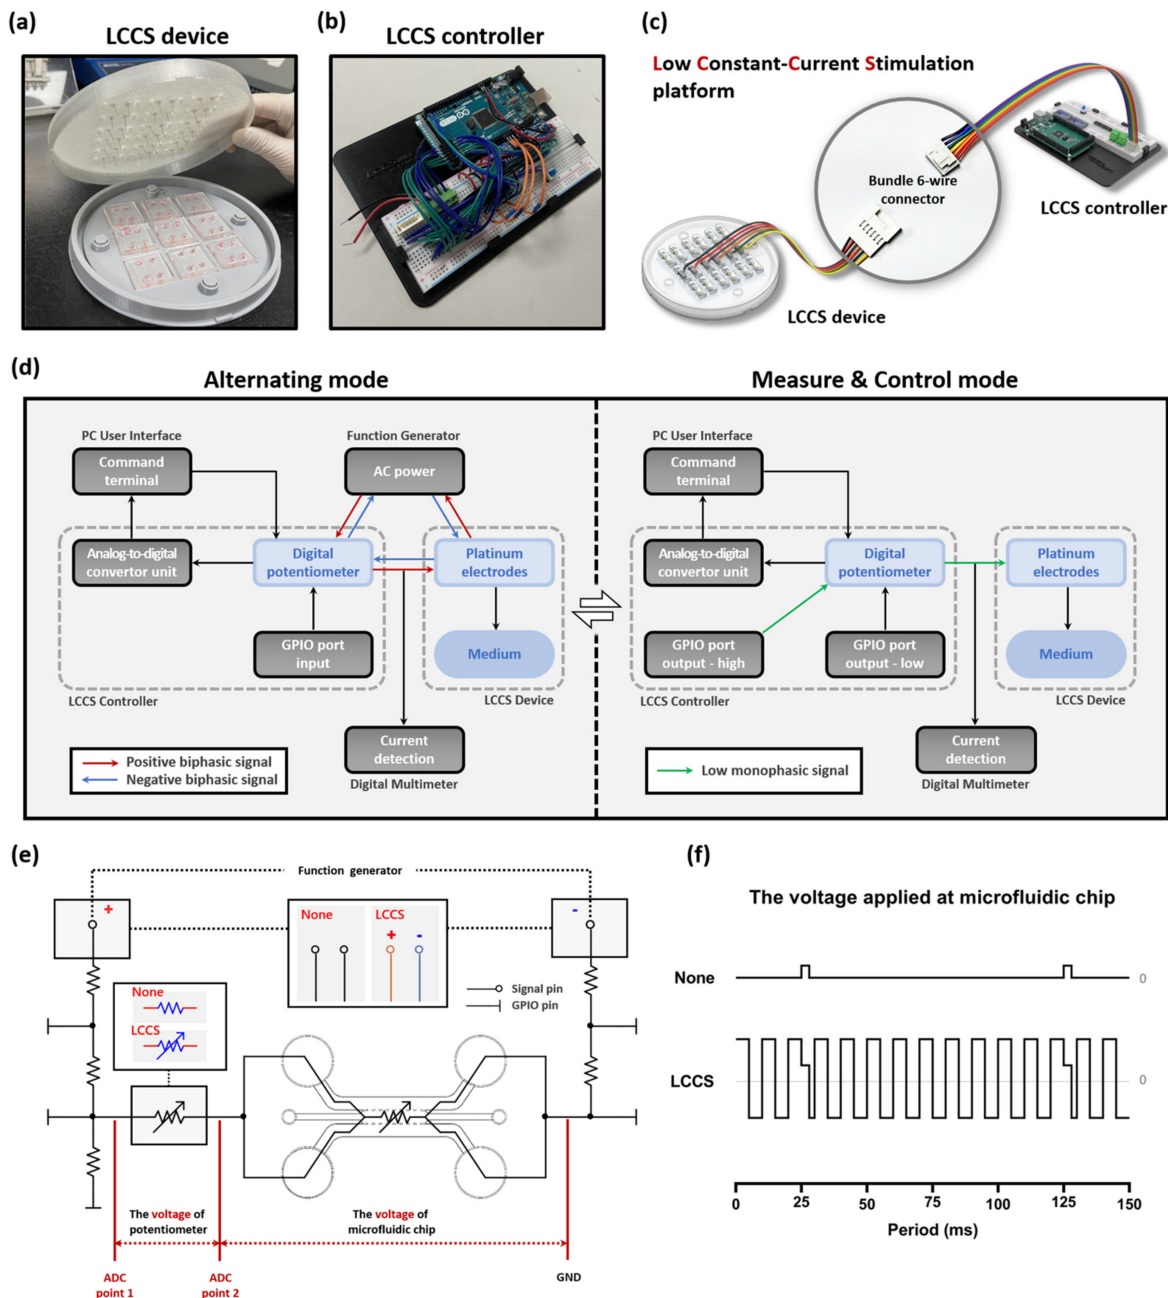 (a)
LCCS device
(b)
LCCS controller
(c)
Low Constant-Current Stimulation
platform
Bundle 6-wire
connector
LCCS controller
LCCS device
(d)
Alternating mode
Measure & Control mode
PC User Interface
Function Generator
Command
terminal
AC power
Analog-to-digital
convertor unit
Digital
potentiometer
Platinum
electrodes
GPIO port
input
Medium
LCCS Controller
LCCS Device
Current
detection
Digital Multimeter
Positive biphasic signal
Negative biphasic signal
PC User Interface
Command
terminal
Analog-to-digital
convertor unit
Digital
potentiometer
Platinum
electrodes
GPIO port
output - high
GPIO port
output - low
Medium
LCCS Controller
LCCS Device
Current
detection
Digital Multimeter
Low monophasic signal
(e)
Function generator
+
-
None
LCCS
+
-
Signal pin
GPIO pin
None
LCCS
The voltage of
potentiometer
The voltage of
microfluidic chip
ADC
point 1
ADC
point 2
GND
(f)
The voltage applied at microfluidic chip
None
0
LCCS
0
0 25 50 75 100 125 150
Period (ms)